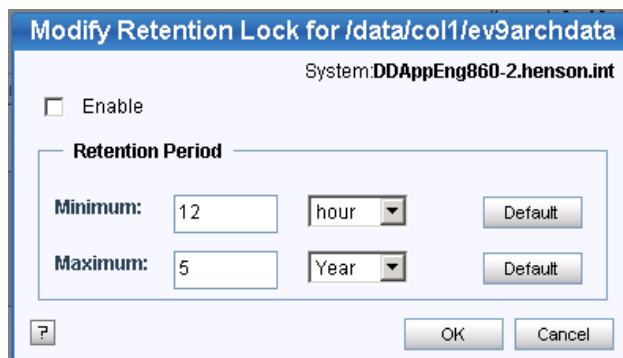 Modify Retention Lock for /data/col1/ev9archdata
System:DDAppEng860-2.henson.int
Enable
Retention Period
Minimum: 12 hour Default
Maximum: 5 Year Default
? OK Cancel